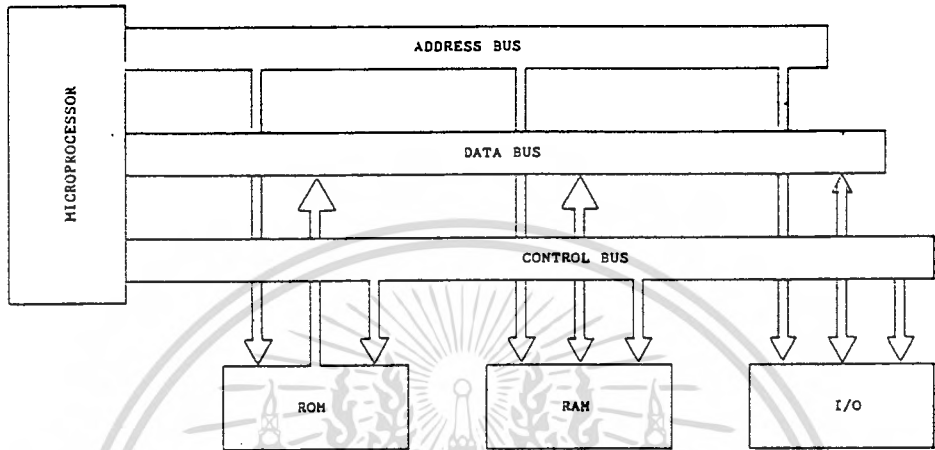 ADDRESS BUS
MICROPROCESSOR
DATA BUS
CONTROL BUS
ROM
RAM
I/O